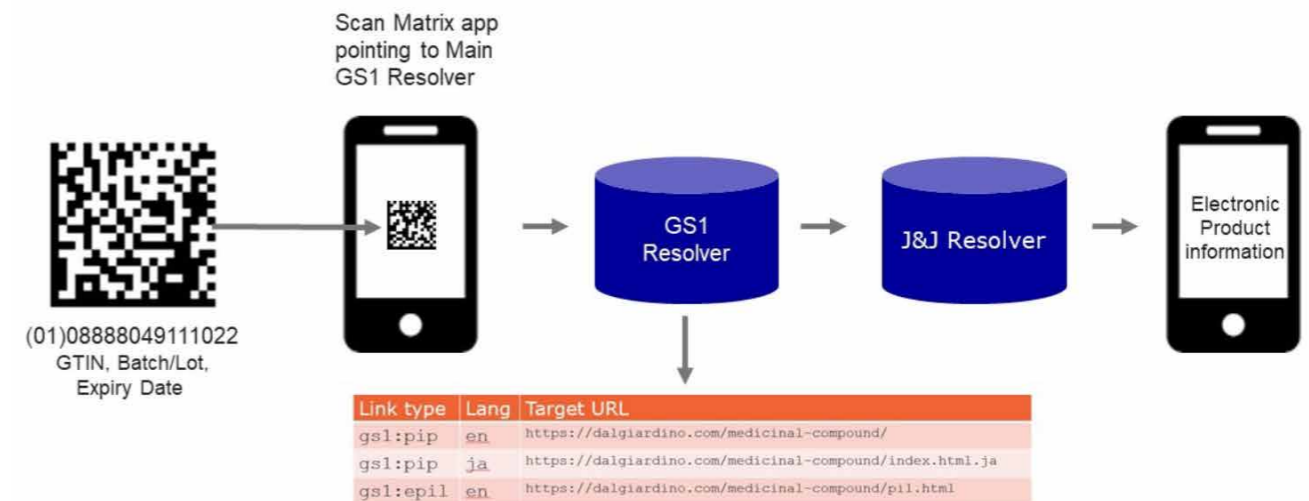 Scan Matrix app
pointing to Main
GS1 Resolver
(01)08888049111022
GTIN, Batch/Lot,
Expiry Date
GS1
Resolver
J&J Resolver
Electronic
Product
information
Link type Lang Target URL
gs1:pip en https://dalgiardino.com/medicinal-compound/
gs1:pip ja https://dalgiardino.com/medicinal-compound/index.html.ja
gs1:epil en https://dalgiardino.com/medicinal-compound/pil.html